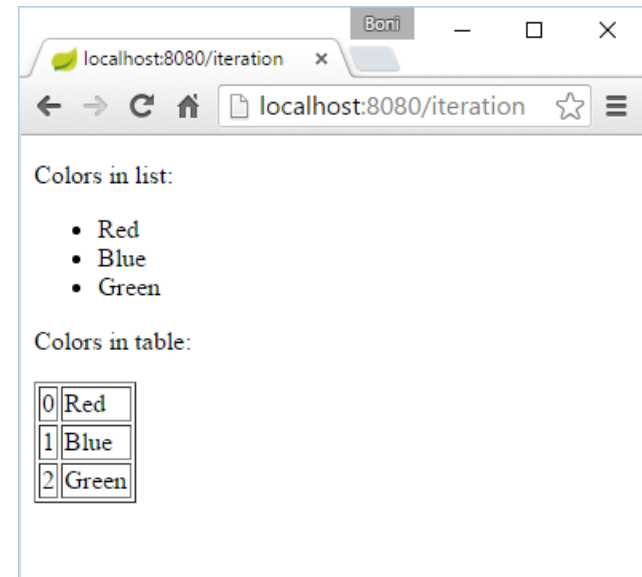 Boni
localhost:8080/iteration
localhost:8080/iteration
Colors in list:
Red
Blue
Green
Colors in table:
0 Red
1 Blue
2 Green